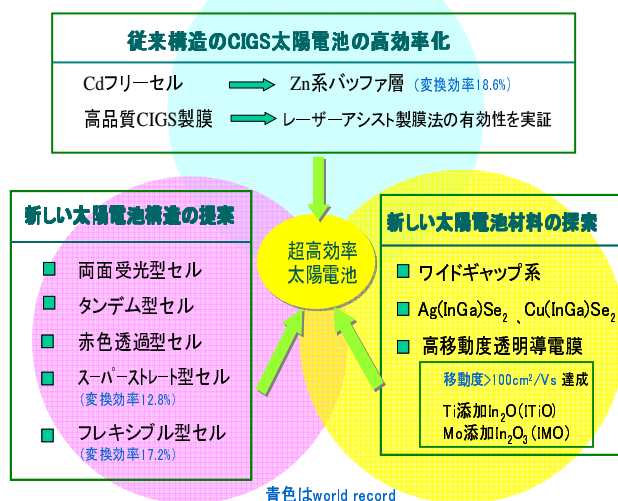 従来構造のCIGS太陽電池の高効率化
Cdフリーセル Zn系バッファ層 (変換効率18.6%)
高品質CIGS製膜 レーザーアシスト製膜法の有効性を実証
新しい太陽電池構造の提案
両面受光型セル
タンデム型セル
赤色透過型セル
スーパーストレート型セル
(変換効率12.8%)
フレキシブル型セル
(変換効率17.2%)
超高効率
太陽電池
新しい太陽電池材料の探索
ワイドギャップ系
Ag(InGa)Se₂、Cu(InGa)Se₂
高移動度透明導電膜
移動度>100cm²/Vs 達成
Ti添加In₂O(ITiO)
Mo添加In₂O₃(IMO)
青色はworld record